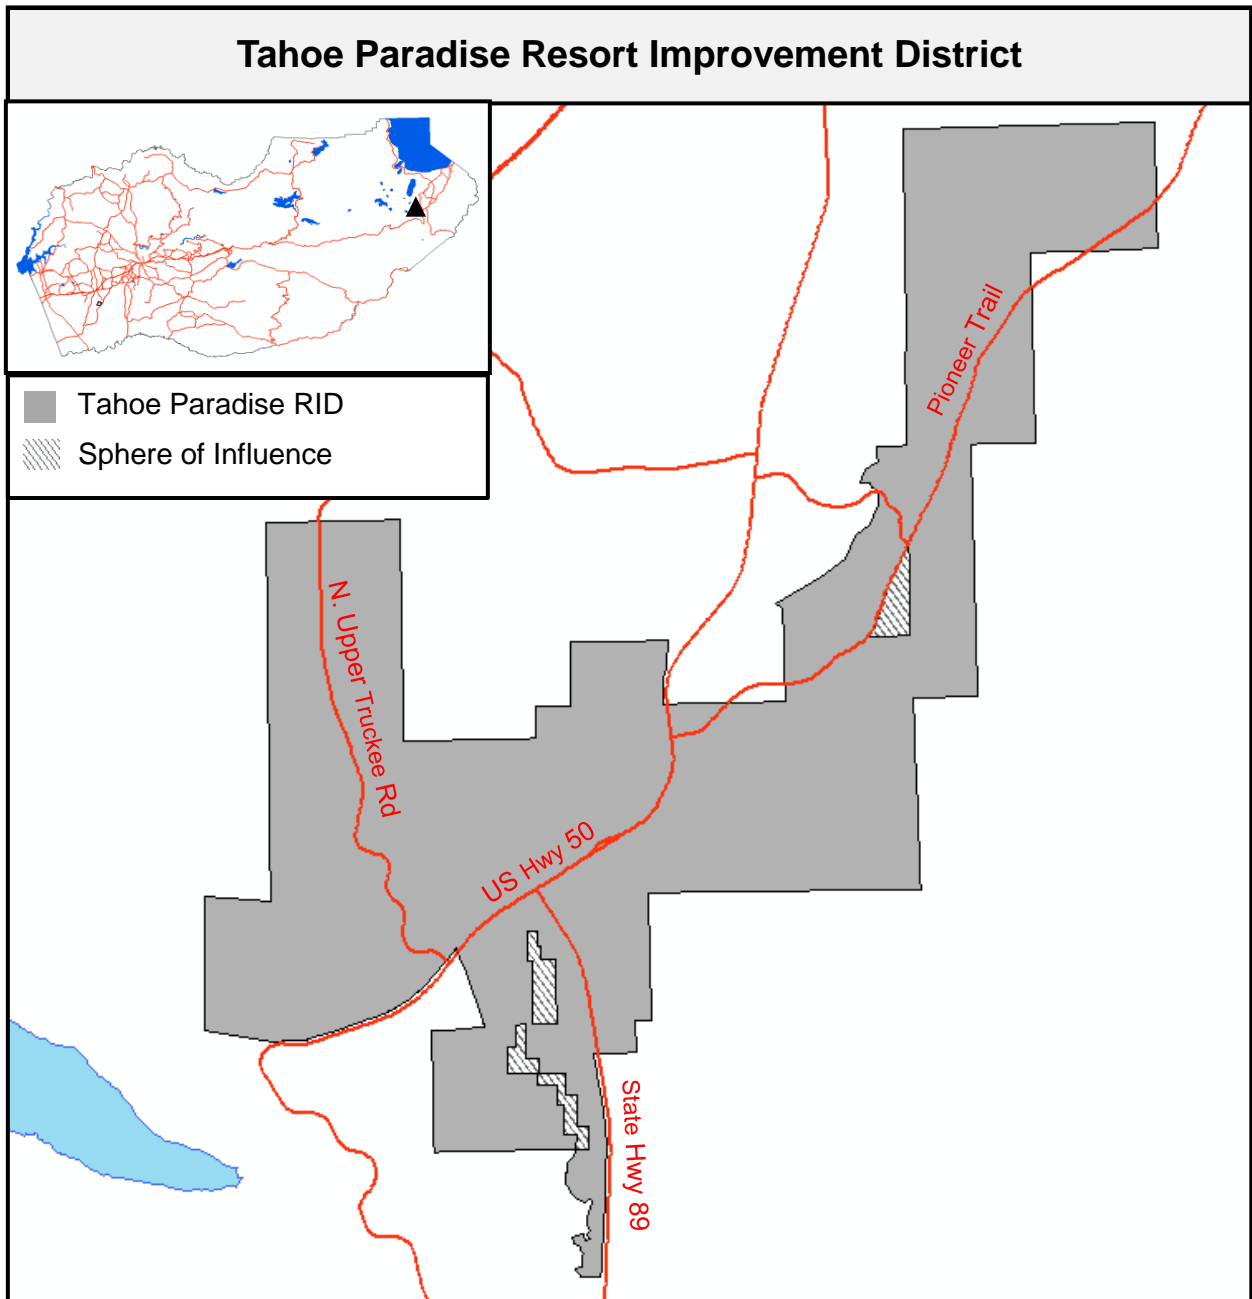 Tahoe Paradise Resort Improvement District
Tahoe Paradise RID
Sphere of Influence
Pioneer Trail
N. Upper Truckee Rd
US Hwy 50
State Hwy 89